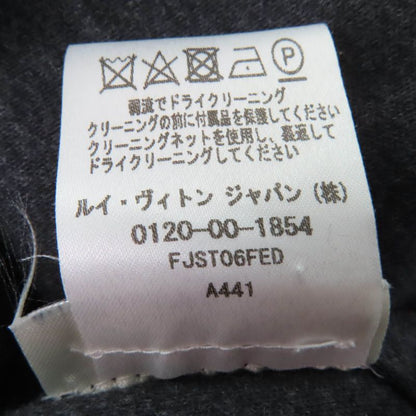 P
弱流でドライクリーニング
クリーニングの前に付属品を保護してください
クリーニングネットを使用し、裏返して
ドライクリーニングしてください
ルイ・ヴィトン ジャパン (株)
0120-00-1854
FJST06FED
A441